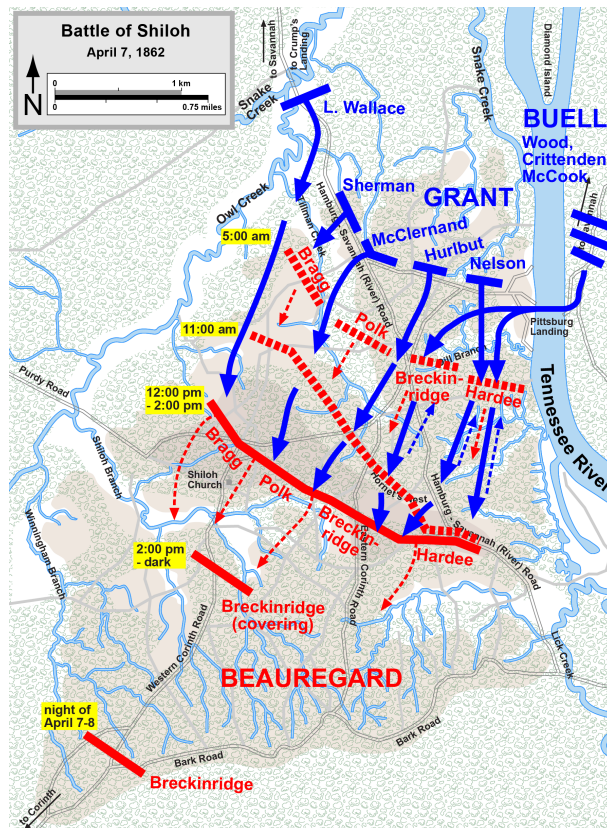 Battle of Shiloh
April 7, 1862
N
0
1 km
0
0.75 miles
to Savannah
to Crump's
Landing
Snake
Creek
L. Wallace
Snake Creek
Diamond Island
BUELL
Wood,
Crittenden,
McCook
to Savannah
Owl Creek
Sherman
GRANT
Tillman Creek
Hamburg - Savannah (River) Road
McClernand
Hurlbut
Nelson
5:00 am
Bragg
11:00 am
Polk
Pittsburg
Landing
Dill Branch
Breckin-
ridge
Hardee
Tennessee River
Purdy Road
12:00 pm
- 2:00 pm
Bragg
Shiloh Branch
Shiloh
Church
Polk
Hornet's Nest
Hamburg - Savannah (River) Road
Breckin-
ridge
Hardee
Winningham Branch
2:00 pm
- dark
Eastern Corinth Road
Breckinridge
(covering)
Western Corinth Road
Lick Creek
BEAUREGARD
night of
April 7-8
Bark Road
Bark Road
Breckinridge
to Corinth